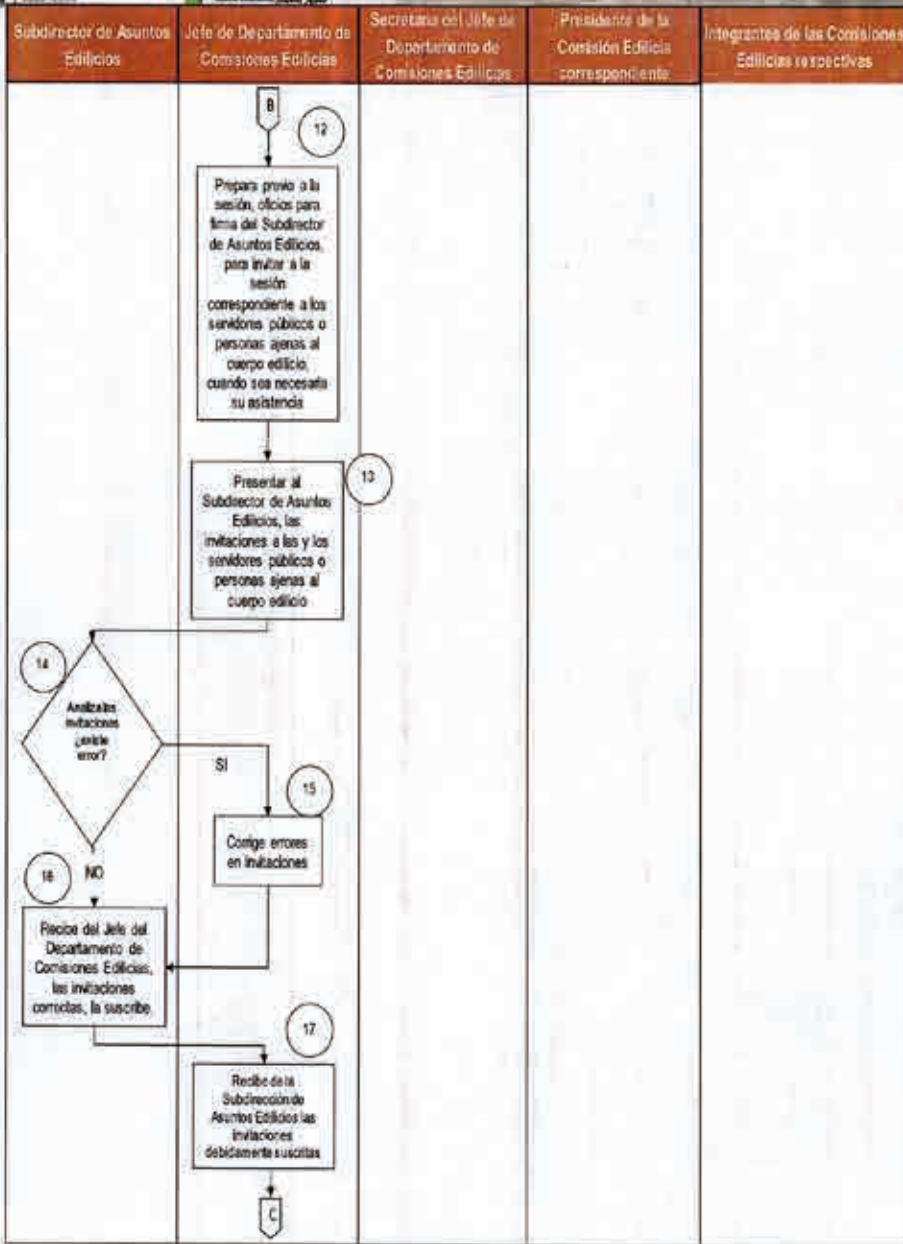 Subdirector de Asuntos
Edilicios
Jefe de Departamento de
Comisiones Edilicias
Secretaria del Jefe de
Departamento de
Comisiones Edilicias
Presidente de la
Comisión Edilicia
correspondiente
Integrantes de las Comisiones
Edilicias respectivas
B
12
Prepara previo a la
sesión, oficios para
firma del Subdirector
de Asuntos Edilicios,
para invitar a la
sesión
correspondiente a los
servidores públicos o
personas ajenas al
cuerpo edilicio,
cuando sea necesaria
su asistencia
13
Presentar al
Subdirector de Asuntos
Edilicios, las
invitaciones a las y los
servidores públicos o
personas ajenas al
cuerpo edilicio
14
Analiza las
invitaciones
¿existe
error?
SI
15
Corrige errores
en invitaciones
16
NO
Recibe del Jefe del
Departamento de
Comisiones Edilicias,
las invitaciones
correctas, la suscribe.
17
Recibe de la
Subdirección de
Asuntos Edilicios las
invitaciones
debidamente suscritas
C